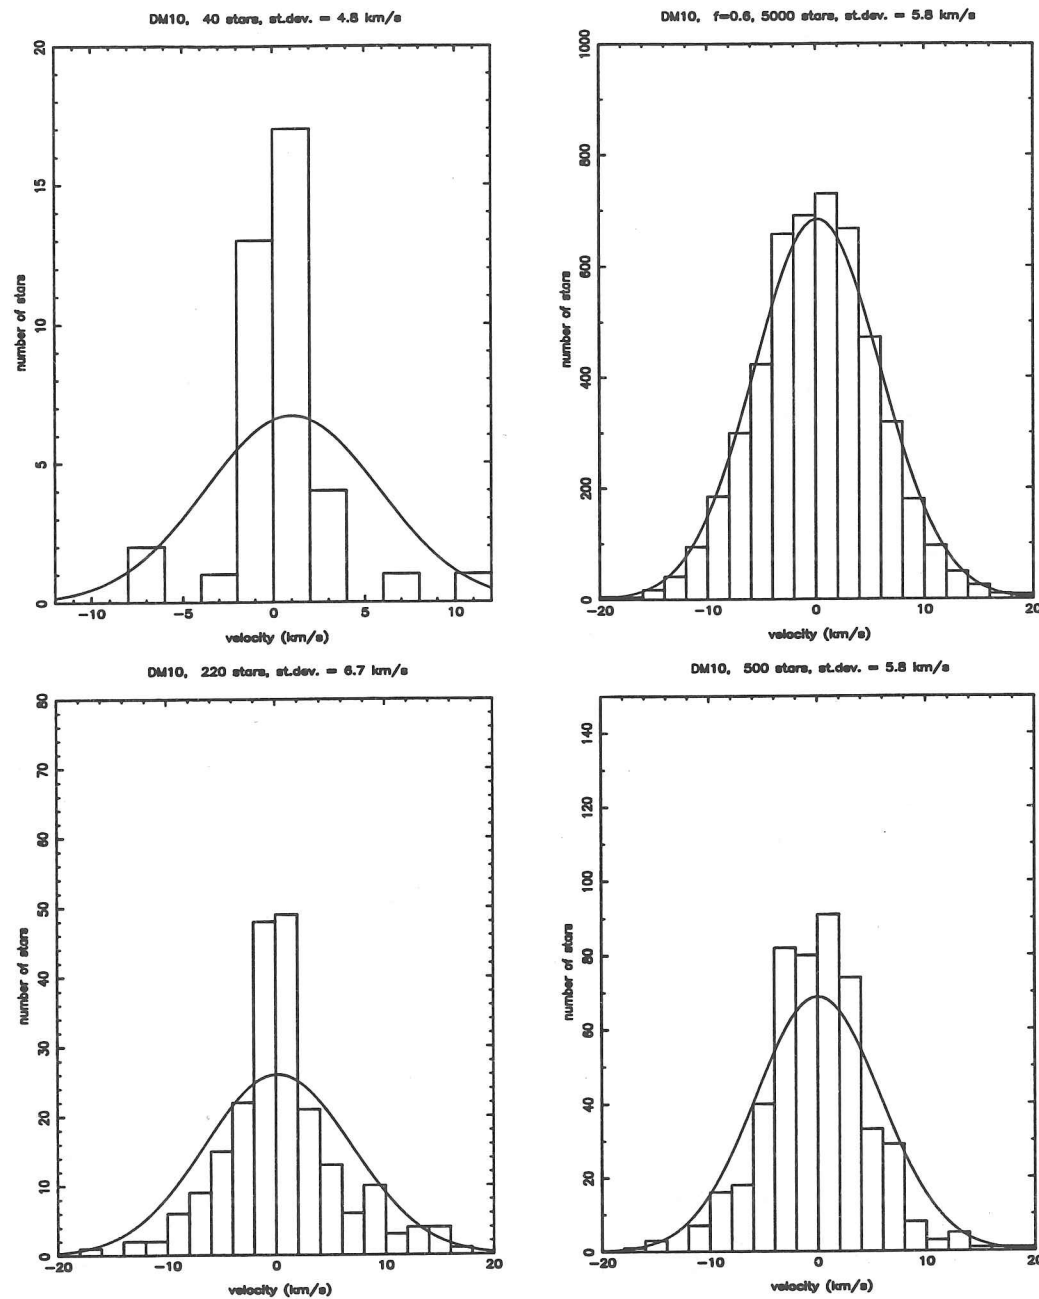 DM10, 40 stars, st.dev. = 4.8 km/s
20
15
10
5
0
number of stars
-10 -5 0 5 10
velocity (km/s)
DM10, f=0.6, 5000 stars, st.dev. = 5.8 km/s
1000
800
600
400
200
0
number of stars
-20 -10 0 10 20
velocity (km/s)
DM10, 220 stars, st.dev. = 6.7 km/s
80
70
60
50
40
30
20
10
0
number of stars
-20 -10 0 10 20
velocity (km/s)
DM10, 500 stars, st.dev. = 5.8 km/s
140
120
100
80
60
40
20
0
number of stars
-20 -10 0 10 20
velocity (km/s)